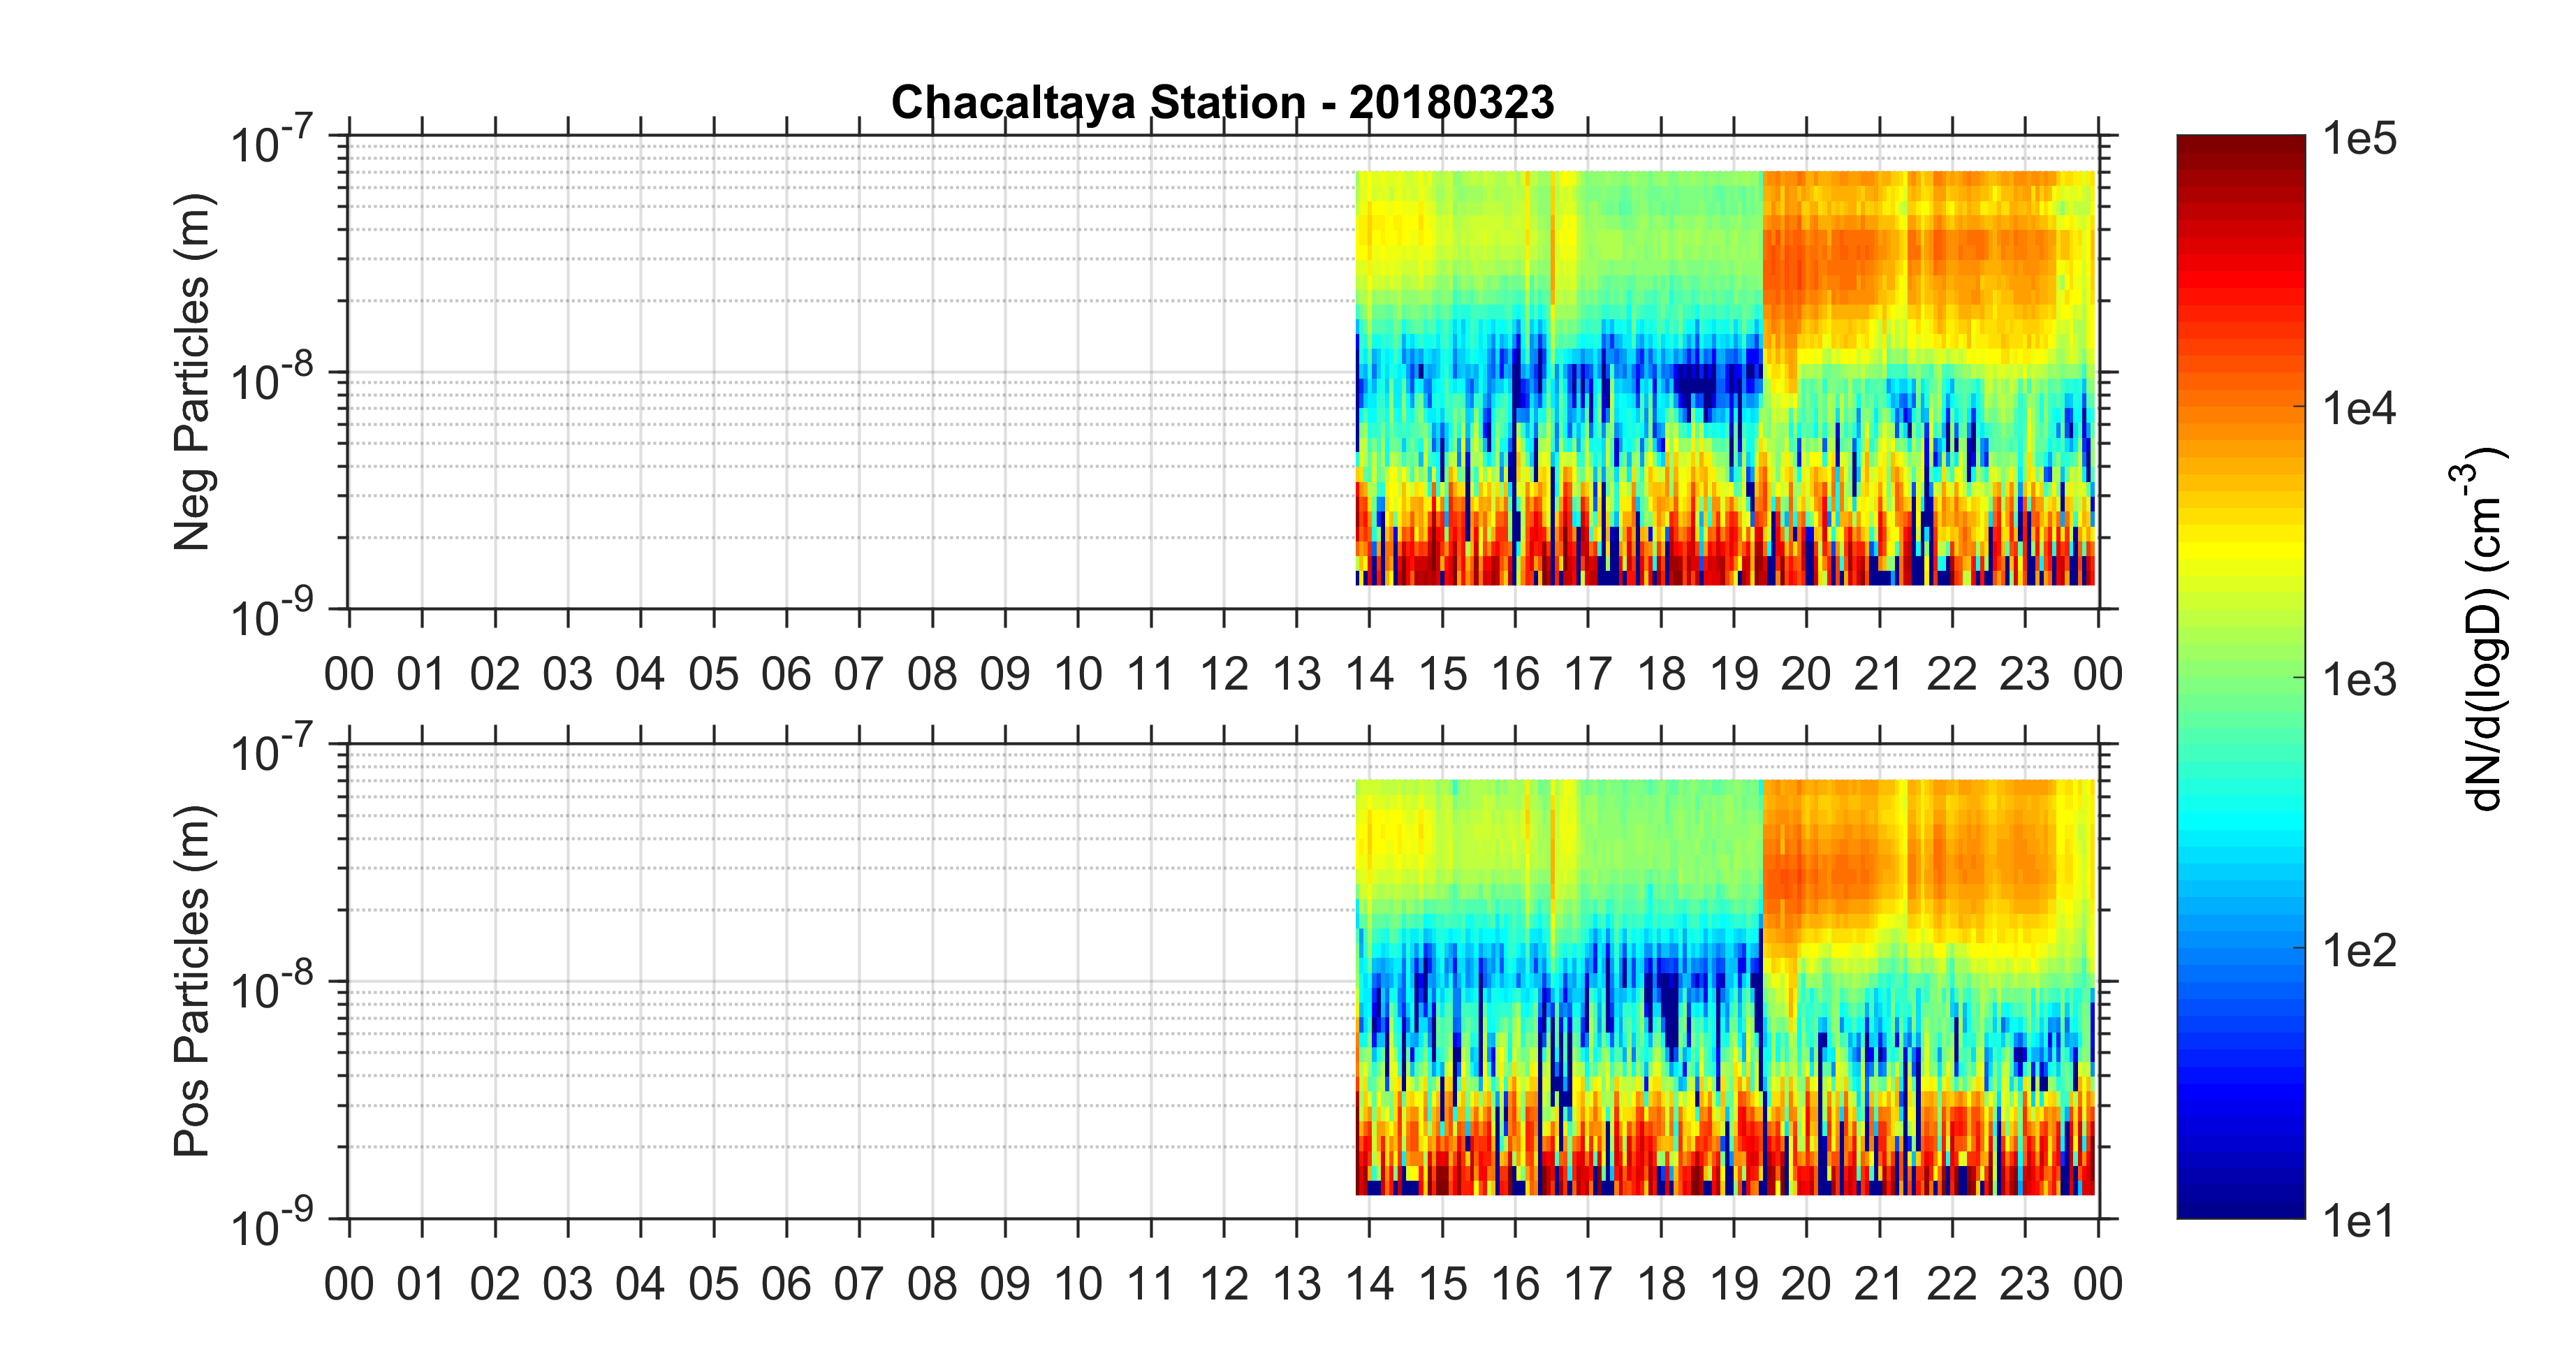 Chacaltaya Station - 20180323
10-7
10-8
10-9
Neg Particles (m)
00 01 02 03 04 05 06 07 08 09 10 11 12 13 14 15 16 17 18 19 20 21 22 23 00
10-7
10-8
10-9
Pos Particles (m)
00 01 02 03 04 05 06 07 08 09 10 11 12 13 14 15 16 17 18 19 20 21 22 23 00
1e5
1e4
1e3
1e2
1e1
dN/d(logD) (cm-3)